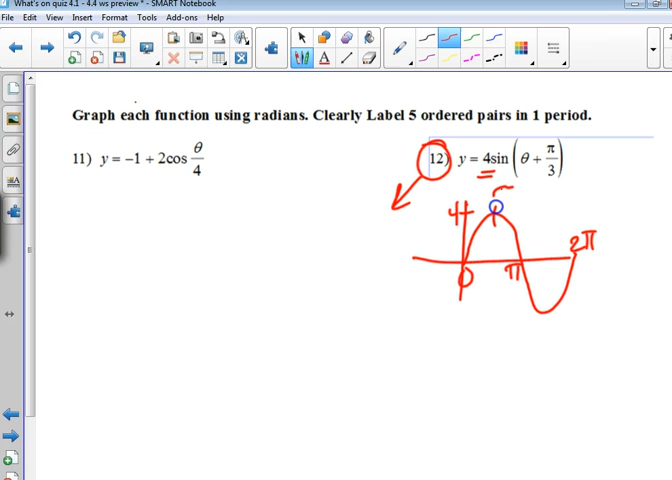 What's on quiz 4.1 - 4.4 ws preview * - SMART Notebook
File Edit View Insert Format Tools Add-ons Help
Graph each function using radians. Clearly Label 5 ordered pairs in 1 period.
11) y = -1 + 2cos θ/4
12) y = 4sin (θ + π/3)
4
0 π 2π